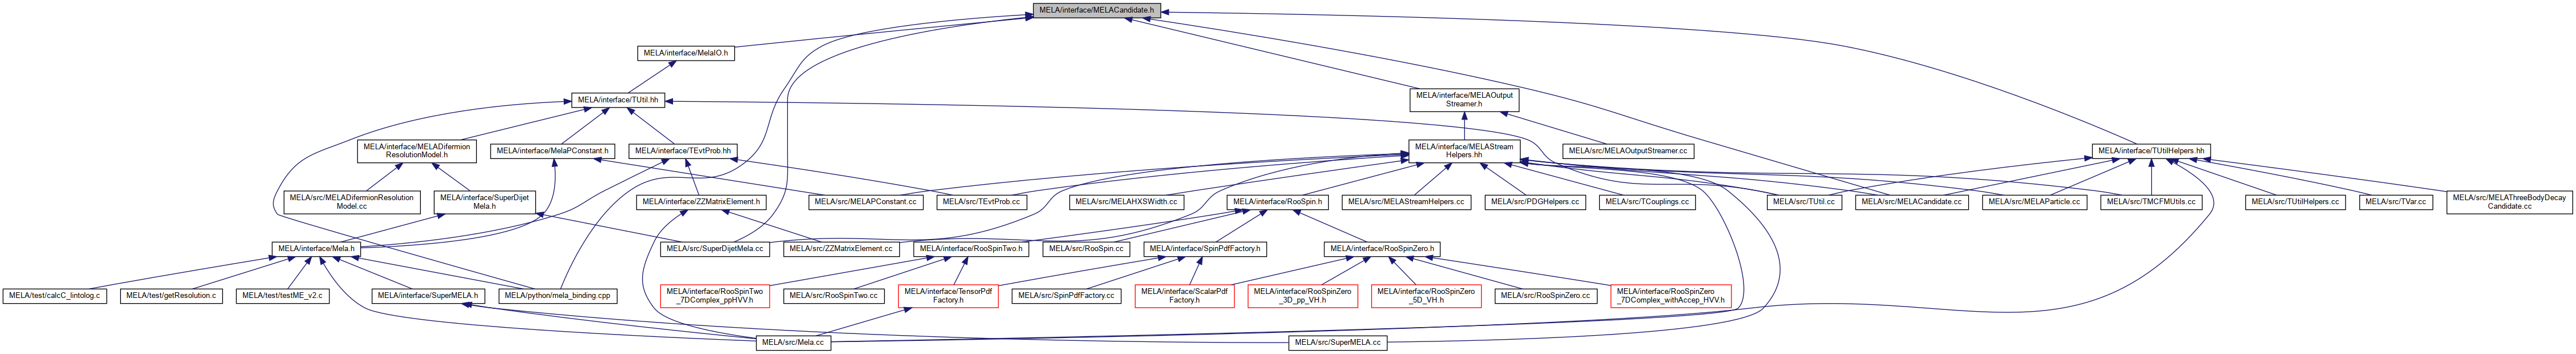 MELA/interface/MELACandidate.h
MELA/interface/MelaIO.h
MELA/interface/TUtil.hh
MELA/interface/MELAOutput
Streamer.h
MELA/interface/MELADifermion
ResolutionModel.h
MELA/interface/MelaPConstant.h
MELA/interface/TEvtProb.hh
MELA/interface/MELAStream
Helpers.hh
MELA/src/MELAOutputStreamer.cc
MELA/interface/TUtilHelpers.hh
MELA/src/MELADifermionResolution
Model.cc
MELA/interface/SuperDijet
Mela.h
MELA/interface/ZZMatrixElement.h
MELA/src/MELAPConstant.cc
MELA/src/TEvtProb.cc
MELA/src/MELAHXSWidth.cc
MELA/interface/RooSpin.h
MELA/src/MELAStreamHelpers.cc
MELA/src/PDGHelpers.cc
MELA/src/TCouplings.cc
MELA/src/TUtil.cc
MELA/src/MELACandidate.cc
MELA/src/MELAParticle.cc
MELA/src/TMCFMUtils.cc
MELA/src/TUtilHelpers.cc
MELA/src/TVar.cc
MELA/src/MELAThreeBodyDecay
Candidate.cc
MELA/interface/Mela.h
MELA/src/SuperDijetMela.cc
MELA/src/ZZMatrixElement.cc
MELA/interface/RooSpinTwo.h
MELA/src/RooSpin.cc
MELA/interface/SpinPdfFactory.h
MELA/interface/RooSpinZero.h
MELA/test/calcC_lintolog.c
MELA/test/getResolution.c
MELA/test/testME_v2.c
MELA/interface/SuperMELA.h
MELA/python/mela_binding.cpp
MELA/interface/RooSpinTwo
_7DComplex_ppHVV.h
MELA/src/RooSpinTwo.cc
MELA/interface/TensorPdf
Factory.h
MELA/src/SpinPdfFactory.cc
MELA/interface/ScalarPdf
Factory.h
MELA/interface/RooSpinZero
_3D_pp_VH.h
MELA/interface/RooSpinZero
_5D_VH.h
MELA/src/RooSpinZero.cc
MELA/interface/RooSpinZero
_7DComplex_withAccep_HVV.h
MELA/src/Mela.cc
MELA/src/SuperMELA.cc